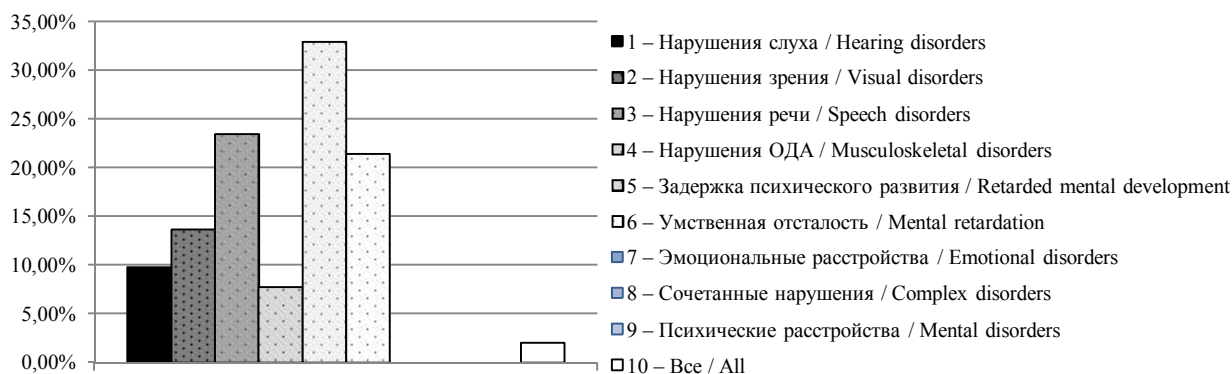 35,00%
30,00%
25,00%
20,00%
15,00%
10,00%
5,00%
0,00%
1 – Нарушения слуха / Hearing disorders
2 – Нарушения зрения / Visual disorders
3 – Нарушения речи / Speech disorders
4 – Нарушения ОДА / Musculoskeletal disorders
5 – Задержка психического развития / Retarded mental development
6 – Умственная отсталость / Mental retardation
7 – Эмоциональные расстройства / Emotional disorders
8 – Сочетанные нарушения / Complex disorders
9 – Психические расстройства / Mental disorders
10 – Все / All